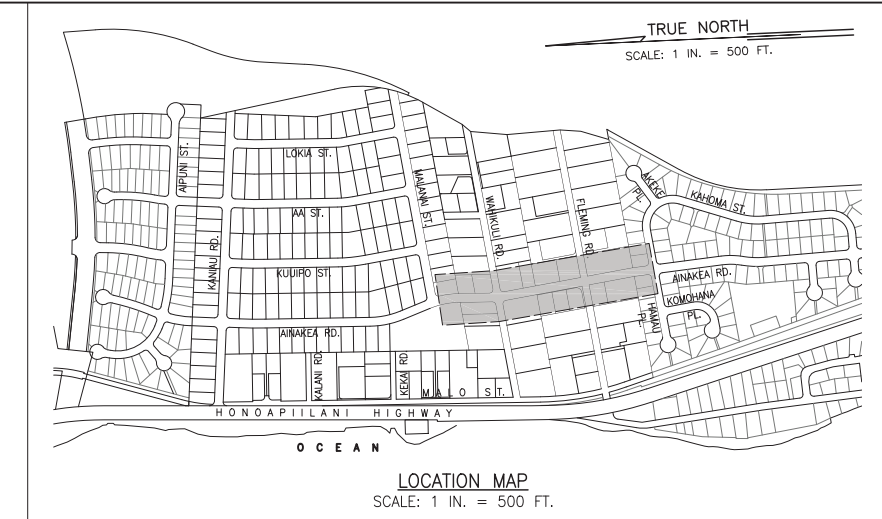 TRUE NORTH
SCALE: 1 IN. = 500 FT.
LOKIA ST.
AIPUNI ST.
MALANAI ST.
WAHIKULI RD.
FLEMING RD.
AKEKE PL.
KAHOMA ST.
AA ST.
KANIAU RD.
KUUIPO ST.
AINAKEA RD.
KOMOHANA PL.
HAMAU PL.
AINAKEA RD.
KALANI RD.
KEKAI RD
MALO ST.
HONOAPIILANI HIGHWAY
OCEAN
LOCATION MAP
SCALE: 1 IN. = 500 FT.